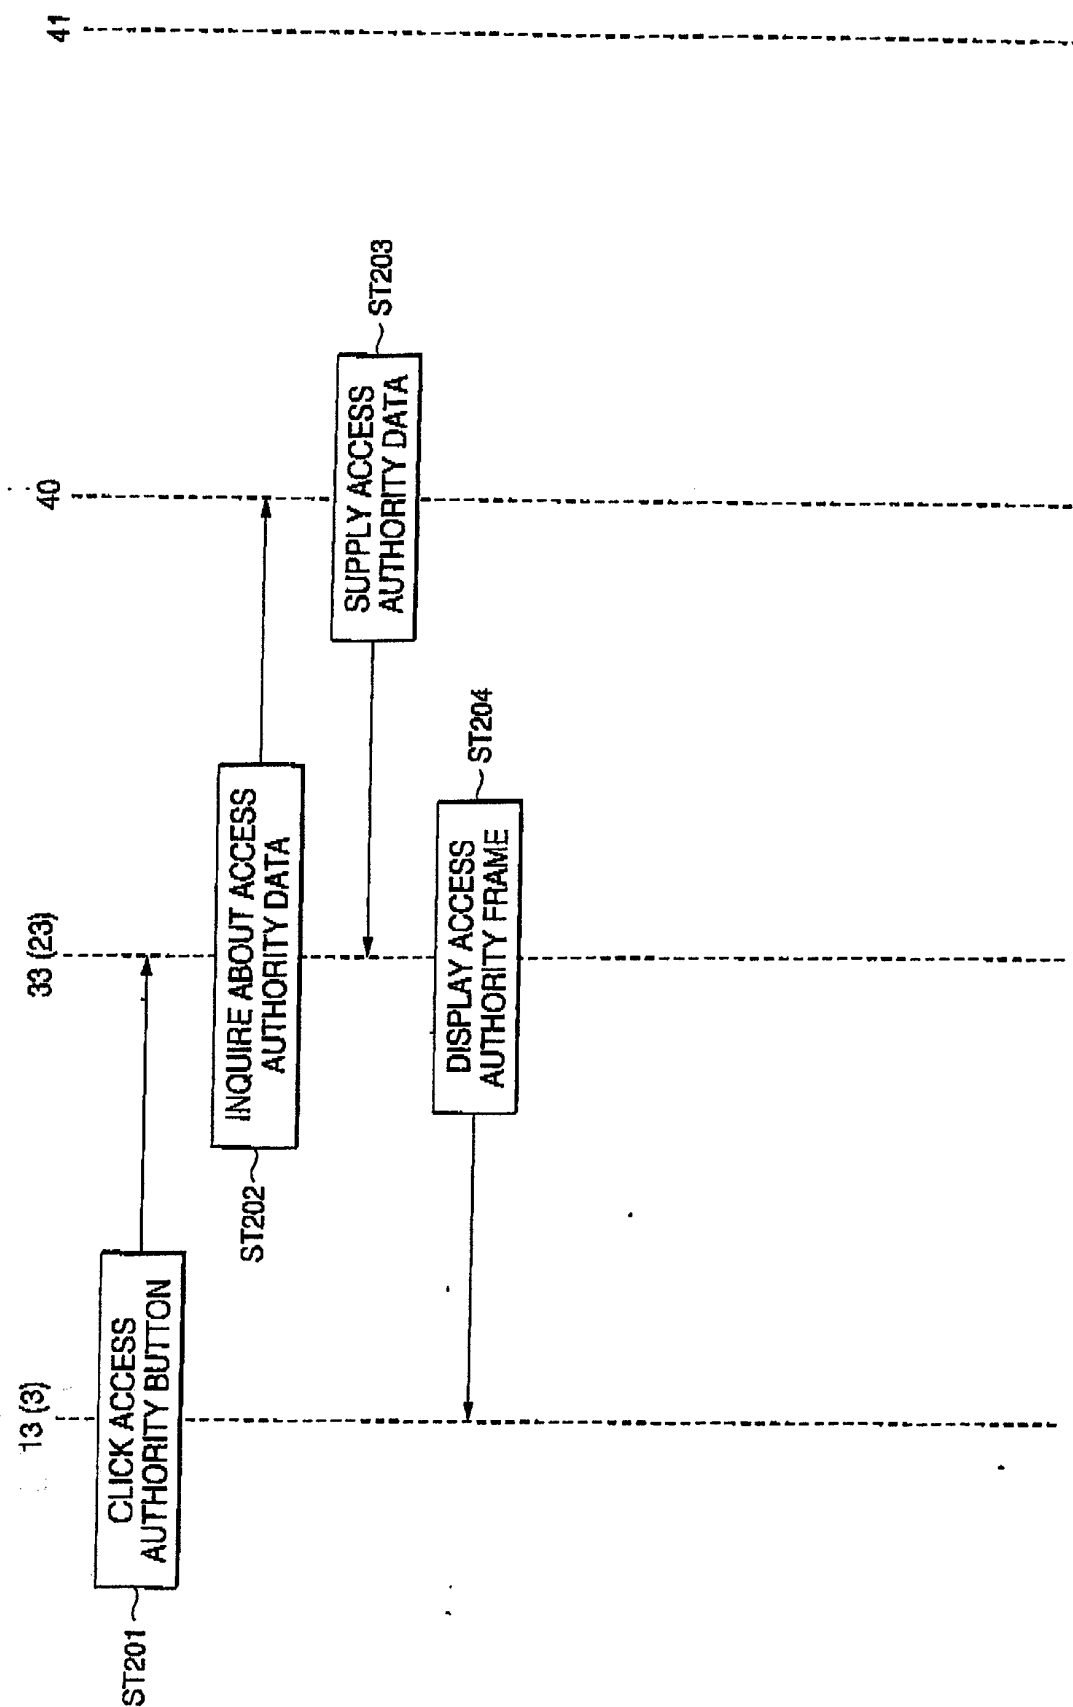 13 (3)
33 (23)
40
41
ST201
CLICK ACCESS
AUTHORITY BUTTON
ST202
INQUIRE ABOUT ACCESS
AUTHORITY DATA
SUPPLY ACCESS
AUTHORITY DATA
ST203
DISPLAY ACCESS
AUTHORITY FRAME
ST204